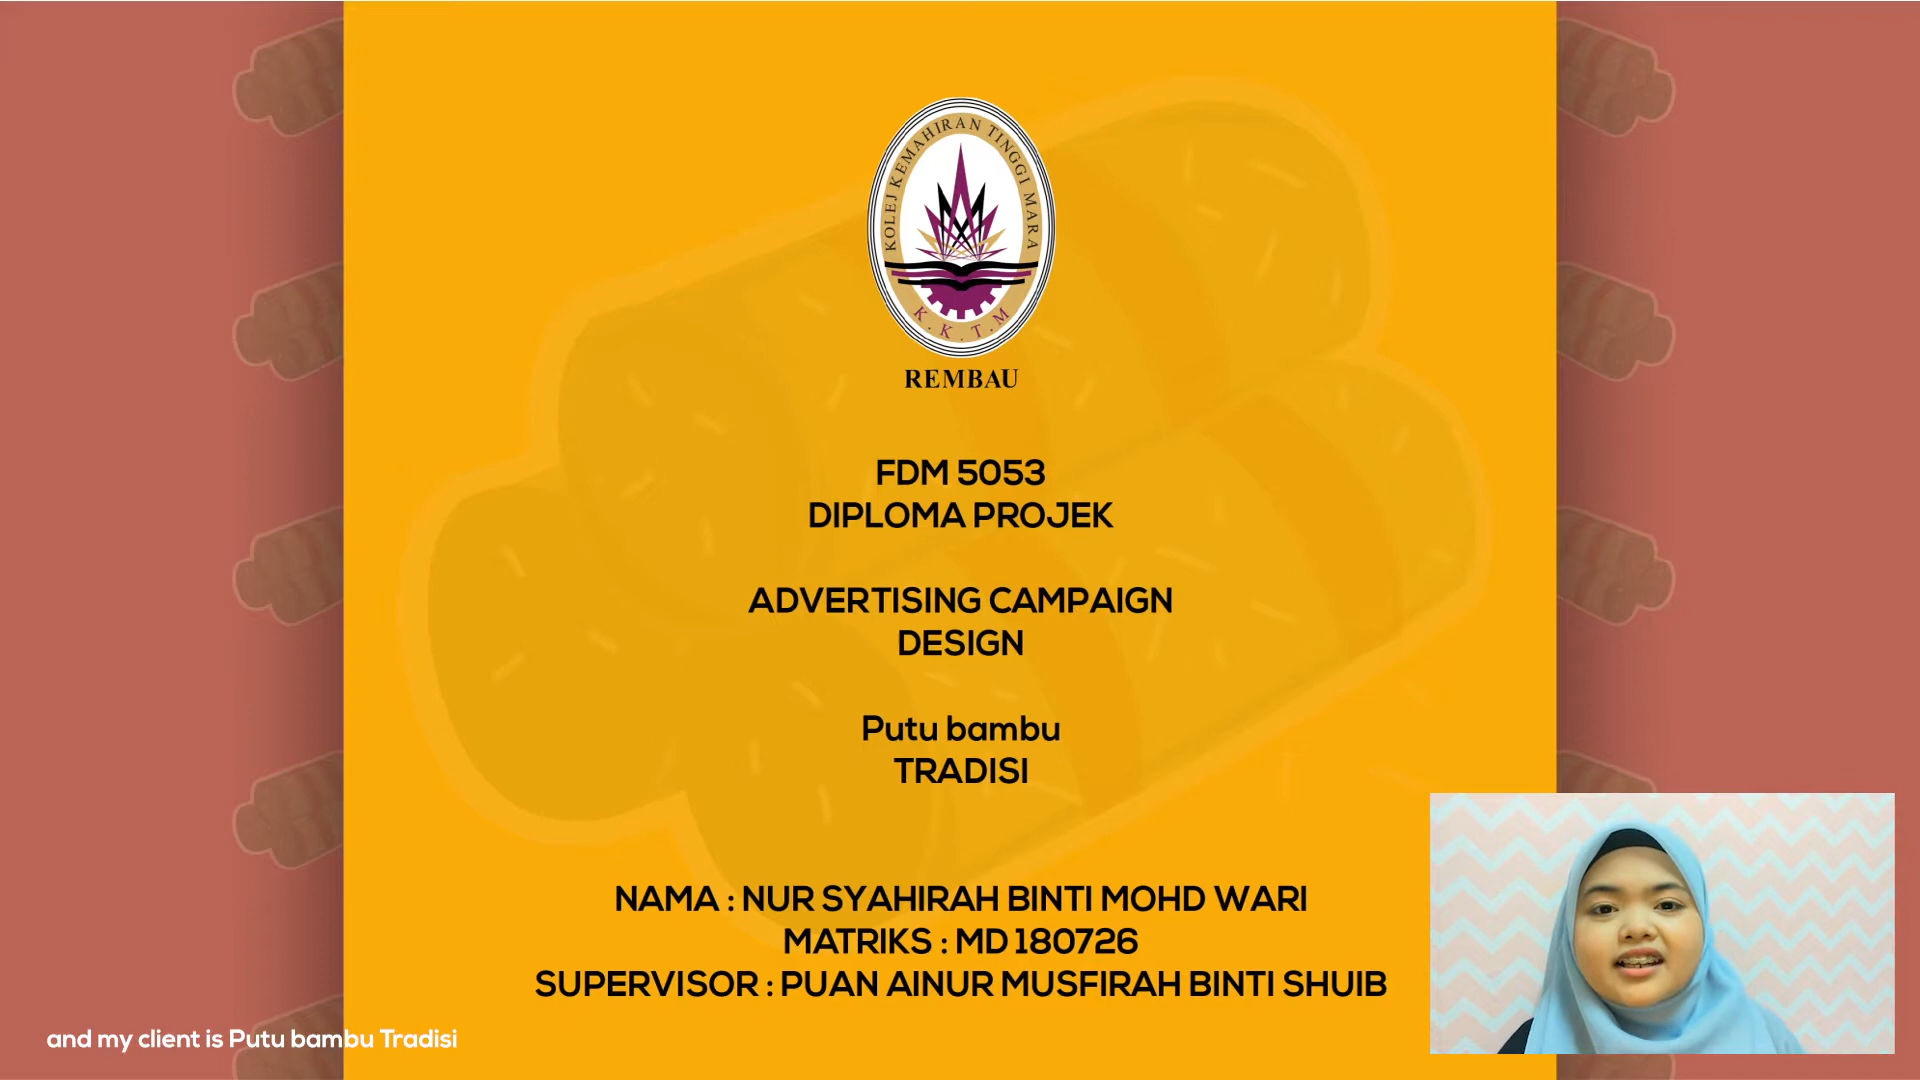 KOLEJ KEMAHIRAN TINGGI MARA
K.K.T.M
REMBAU
FDM 5053
DIPLOMA PROJEK
ADVERTISING CAMPAIGN
DESIGN
Putu bambu
TRADISI
NAMA : NUR SYAHIRAH BINTI MOHD WARI
MATRIKS : MD 180726
SUPERVISOR : PUAN AINUR MUSFIRAH BINTI SHUIB
and my client is Putu bambu Tradisi